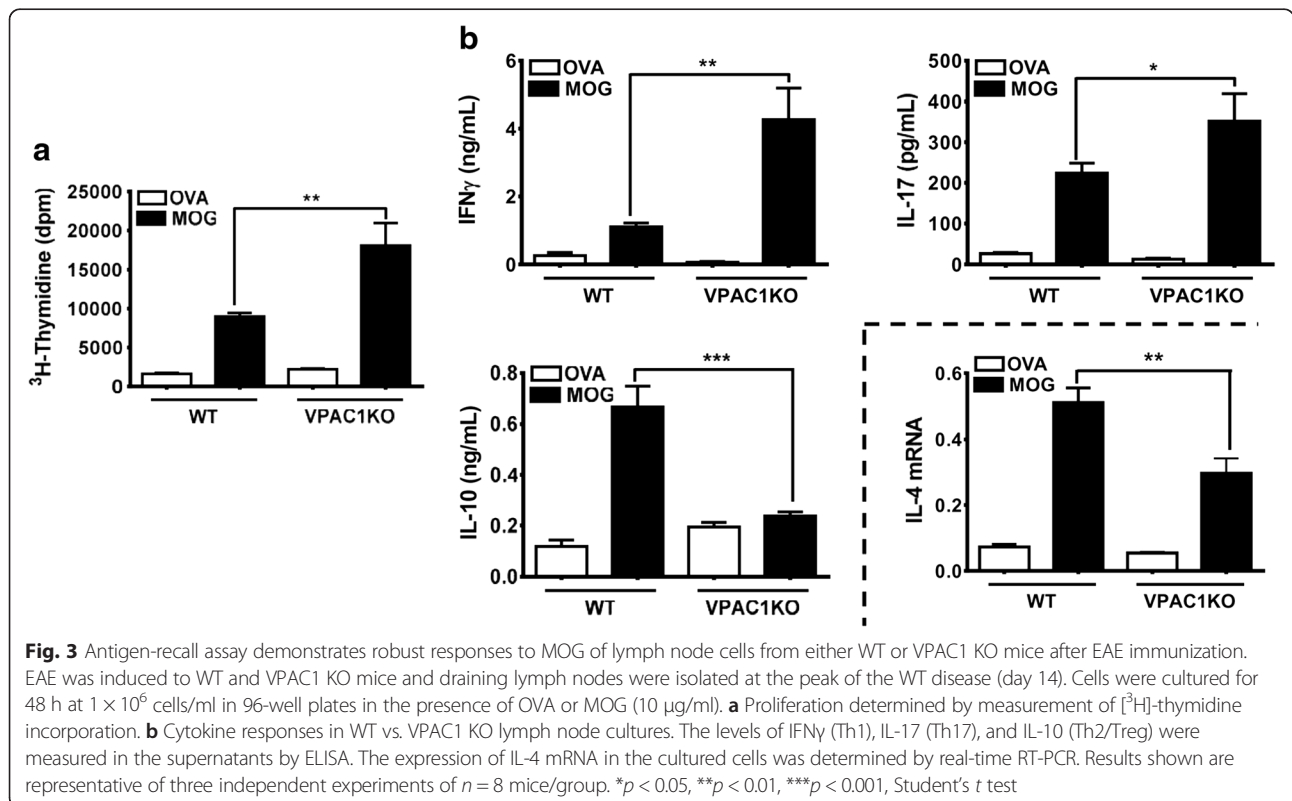 a
³H-Thymidine (dpm)
25000
20000
15000
10000
5000
0
OVA
MOG
**
WT
VPAC1KO
b
IFNγ (ng/mL)
6
4
2
0
OVA
MOG
**
WT
VPAC1KO
IL-17 (pg/mL)
500
400
300
200
100
0
OVA
MOG
*
WT
VPAC1KO
IL-10 (ng/mL)
0.8
0.6
0.4
0.2
0.0
OVA
MOG
***
WT
VPAC1KO
IL-4 mRNA
0.6
0.4
0.2
0.0
OVA
MOG
**
WT
VPAC1KO
Fig. 3 Antigen-recall assay demonstrates robust responses to MOG of lymph node cells from either WT or VPAC1 KO mice after EAE immunization.
EAE was induced to WT and VPAC1 KO mice and draining lymph nodes were isolated at the peak of the WT disease (day 14). Cells were cultured for
48 h at 1 × 10⁶ cells/ml in 96-well plates in the presence of OVA or MOG (10 μg/ml). a Proliferation determined by measurement of [³H]-thymidine
incorporation. b Cytokine responses in WT vs. VPAC1 KO lymph node cultures. The levels of IFNγ (Th1), IL-17 (Th17), and IL-10 (Th2/Treg) were
measured in the supernatants by ELISA. The expression of IL-4 mRNA in the cultured cells was determined by real-time RT-PCR. Results shown are
representative of three independent experiments of n = 8 mice/group. *p < 0.05, **p < 0.01, ***p < 0.001, Student's t test